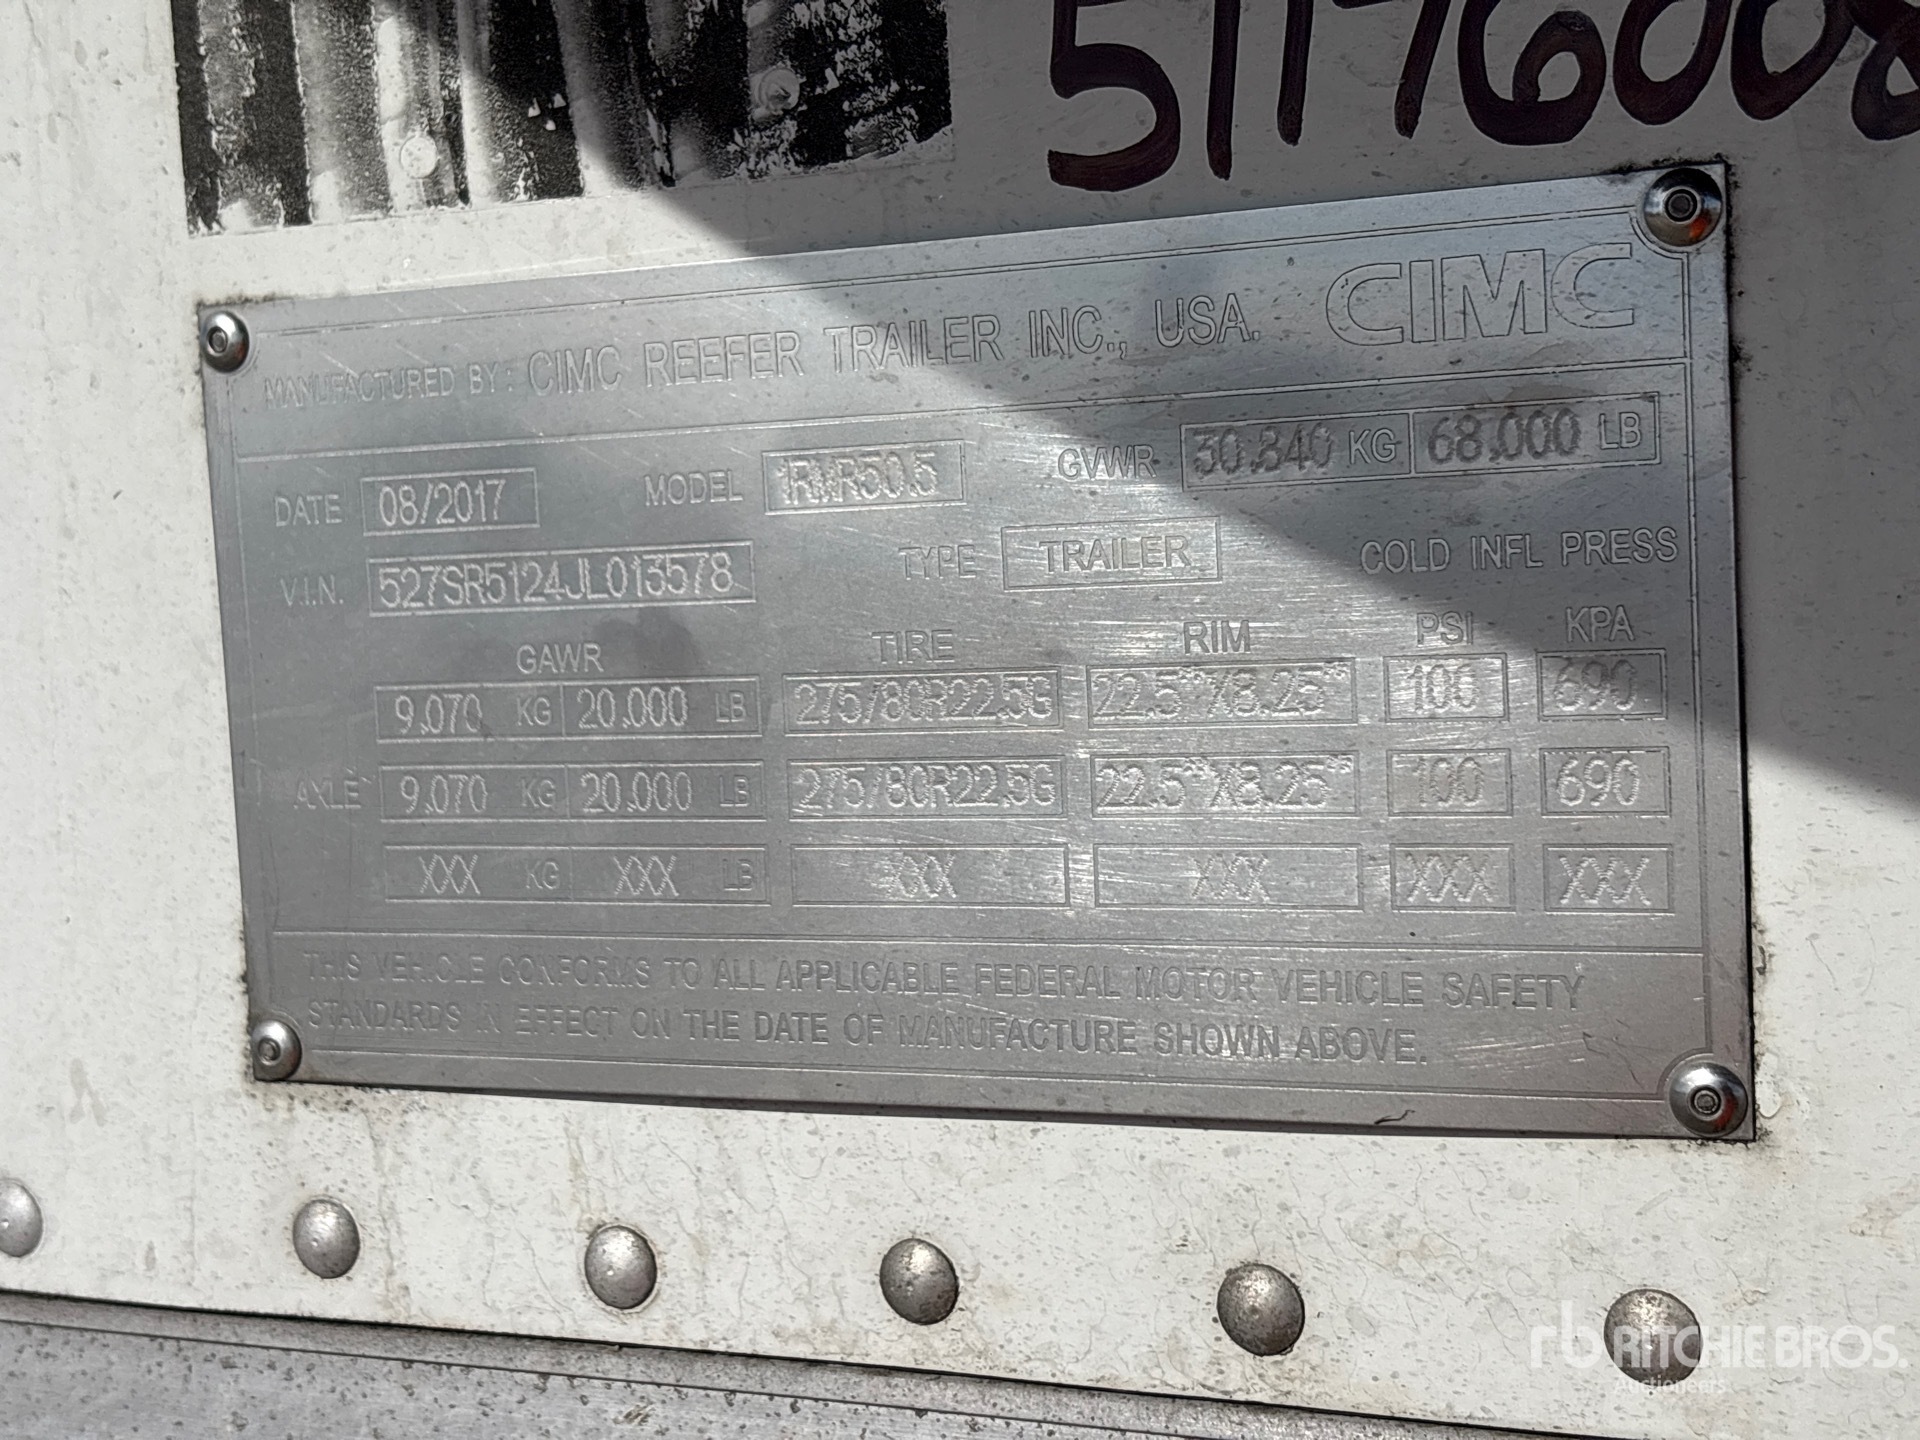 51176008
MANUFACTURED BY: CIMC REEFER TRAILER INC., USA. CIMC
DATE 08/2017 MODEL 1RMR50.5 GVWR 30.840 KG 68.000 LB
V.I.N. 527SR5124JL013578 TYPE TRAILER COLD INFL PRESS
GAWR TIRE RIM PSI KPA
9.070 KG 20.000 LB 275/80R22.5G 22.5"X8.25" 100 690
AXLE 9.070 KG 20.000 LB 275/80R22.5G 22.5"X8.25" 100 690
XXX KG XXX LB XXX XXX XXX XXX
THIS VEHICLE CONFORMS TO ALL APPLICABLE FEDERAL MOTOR VEHICLE SAFETY
STANDARDS IN EFFECT ON THE DATE OF MANUFACTURE SHOWN ABOVE.
rb RITCHIE BROS.
Auctioneers